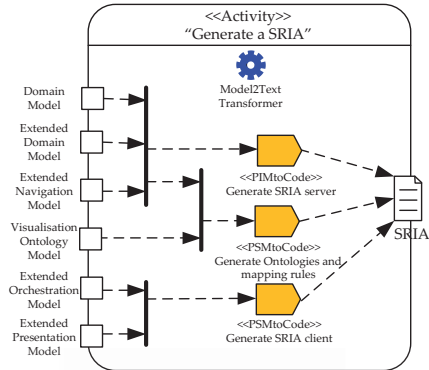 <<Activity>>
“Generate a SRIA”
Model2Text
Transformer
Domain
Model
Extended
Domain
Model
Extended
Navigation
Model
Visualisation
Ontology
Model
Extended
Orchestration
Model
Extended
Presentation
Model
<<PIMtoCode>>
Generate SRIA server
<<PSMtoCode>>
Generate Ontologies and
mapping rules
<<PSMtoCode>>
Generate SRIA client
SRIA